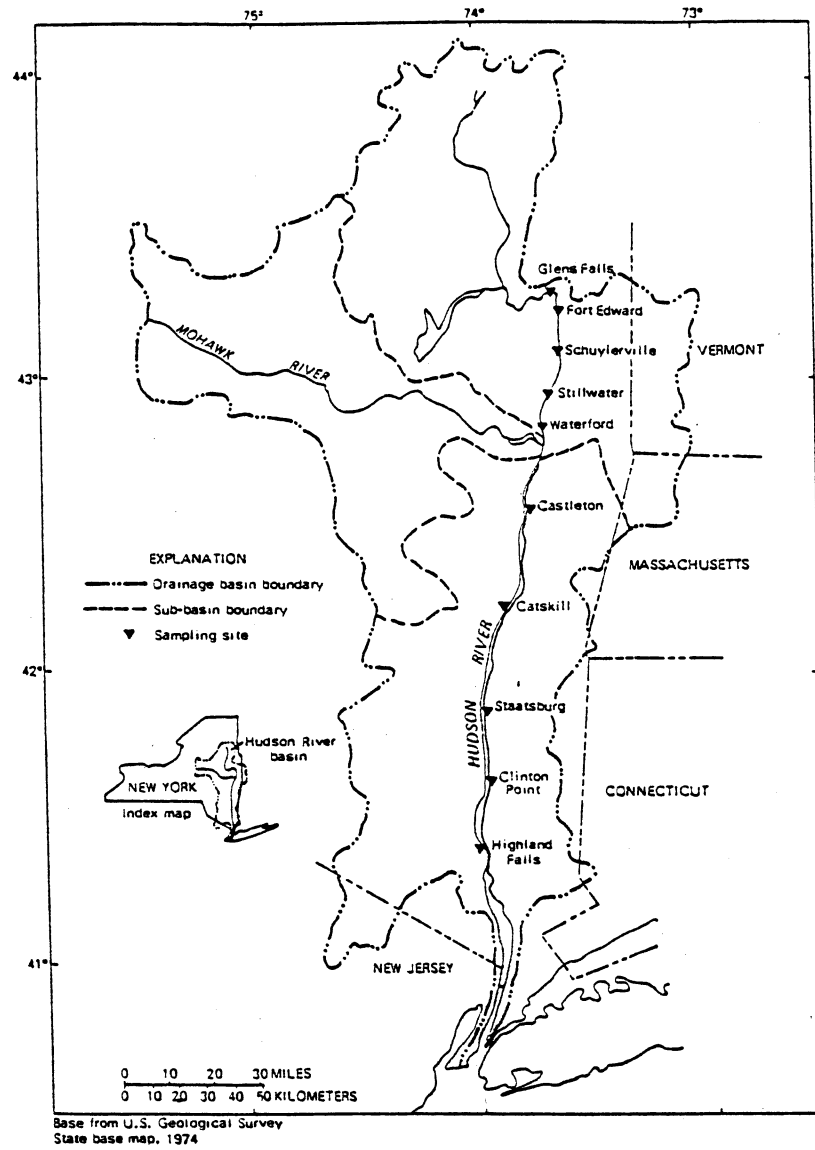 75°
74°
73°
44°
Glens Falls
Fort Edward
MOHAWK
RIVER
Schuylerville
VERMONT
43°
Stillwater
Waterford
Castleton
EXPLANATION
Drainage basin boundary
Sub-basin boundary
Sampling site
MASSACHUSETTS
Catskill
RIVER
42°
HUDSON
Staatsburg
Hudson River
basin
NEW YORK
Index map
Clinton
Point
CONNECTICUT
Highland
Falls
41°
NEW JERSEY
0 10 20 30 MILES
0 10 20 30 40 50 KILOMETERS
Base from U.S. Geological Survey
State base map, 1974